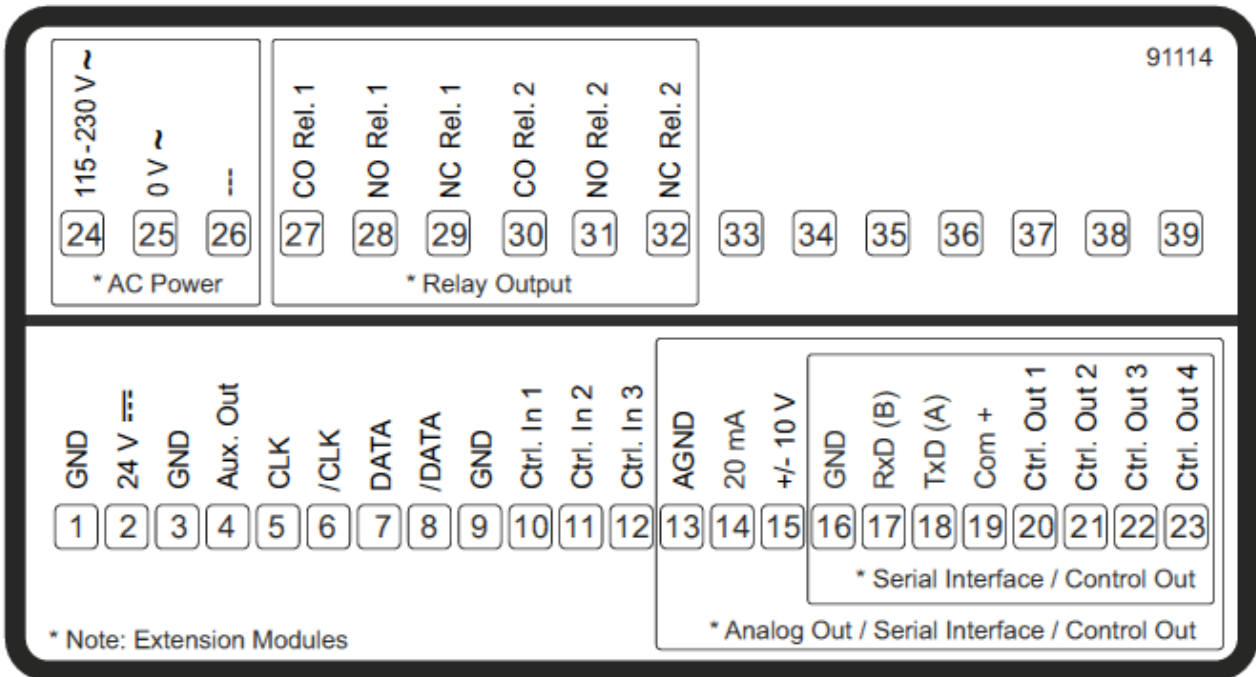 91114
115-230 V ~
0 V ~
---
CO Rel. 1
NO Rel. 1
NC Rel. 1
CO Rel. 2
NO Rel. 2
NC Rel. 2
24 25 26 27 28 29 30 31 32 33 34 35 36 37 38 39
* AC Power
* Relay Output
GND
24 V ⎓
GND
Aux. Out
CLK
/CLK
DATA
/DATA
GND
Ctrl. In 1
Ctrl. In 2
Ctrl. In 3
AGND
20 mA
+/- 10 V
GND
RxD (B)
TxD (A)
Com +
Ctrl. Out 1
Ctrl. Out 2
Ctrl. Out 3
Ctrl. Out 4
1 2 3 4 5 6 7 8 9 10 11 12 13 14 15 16 17 18 19 20 21 22 23
* Serial Interface / Control Out
* Analog Out / Serial Interface / Control Out
* Note: Extension Modules